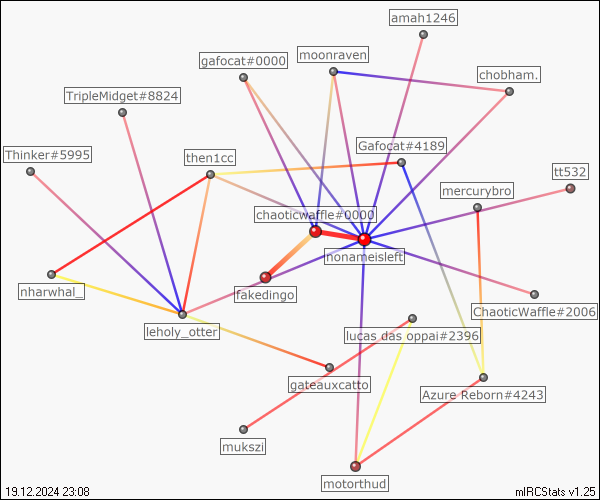 amah1246
gafocat#0000
moonraven
chobham.
TripleMidget#8824
Thinker#5995
then1cc
Gafocat#4189
tt532
mercurybro
chaoticwaffle#0000
nonameisleft
fakedingo
nharwhal_
ChaoticWaffle#2006
leholy_otter
lucas das oppai#2396
gateauxcatto
Azure Reborn#4243
mukszi
motorthud
19.12.2024 23:08
mIRCStats v1.25